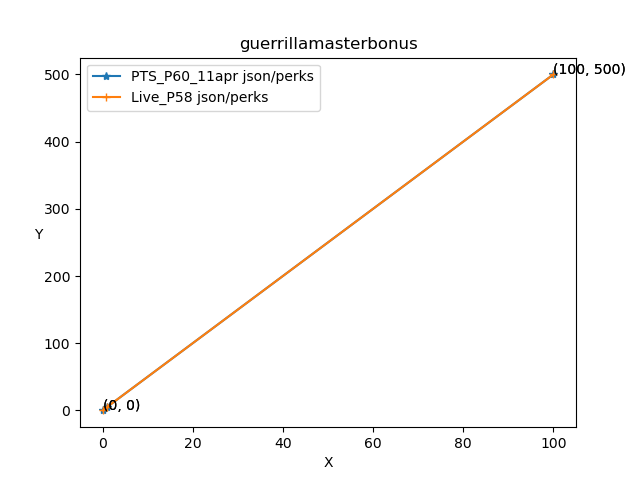 guerrillamasterbonus
PTS_P60_11apr json/perks
Live_P58 json/perks
(100, 500)
(0, 0)
Y
500
400
300
200
100
0
0 20 40 60 80 100
X